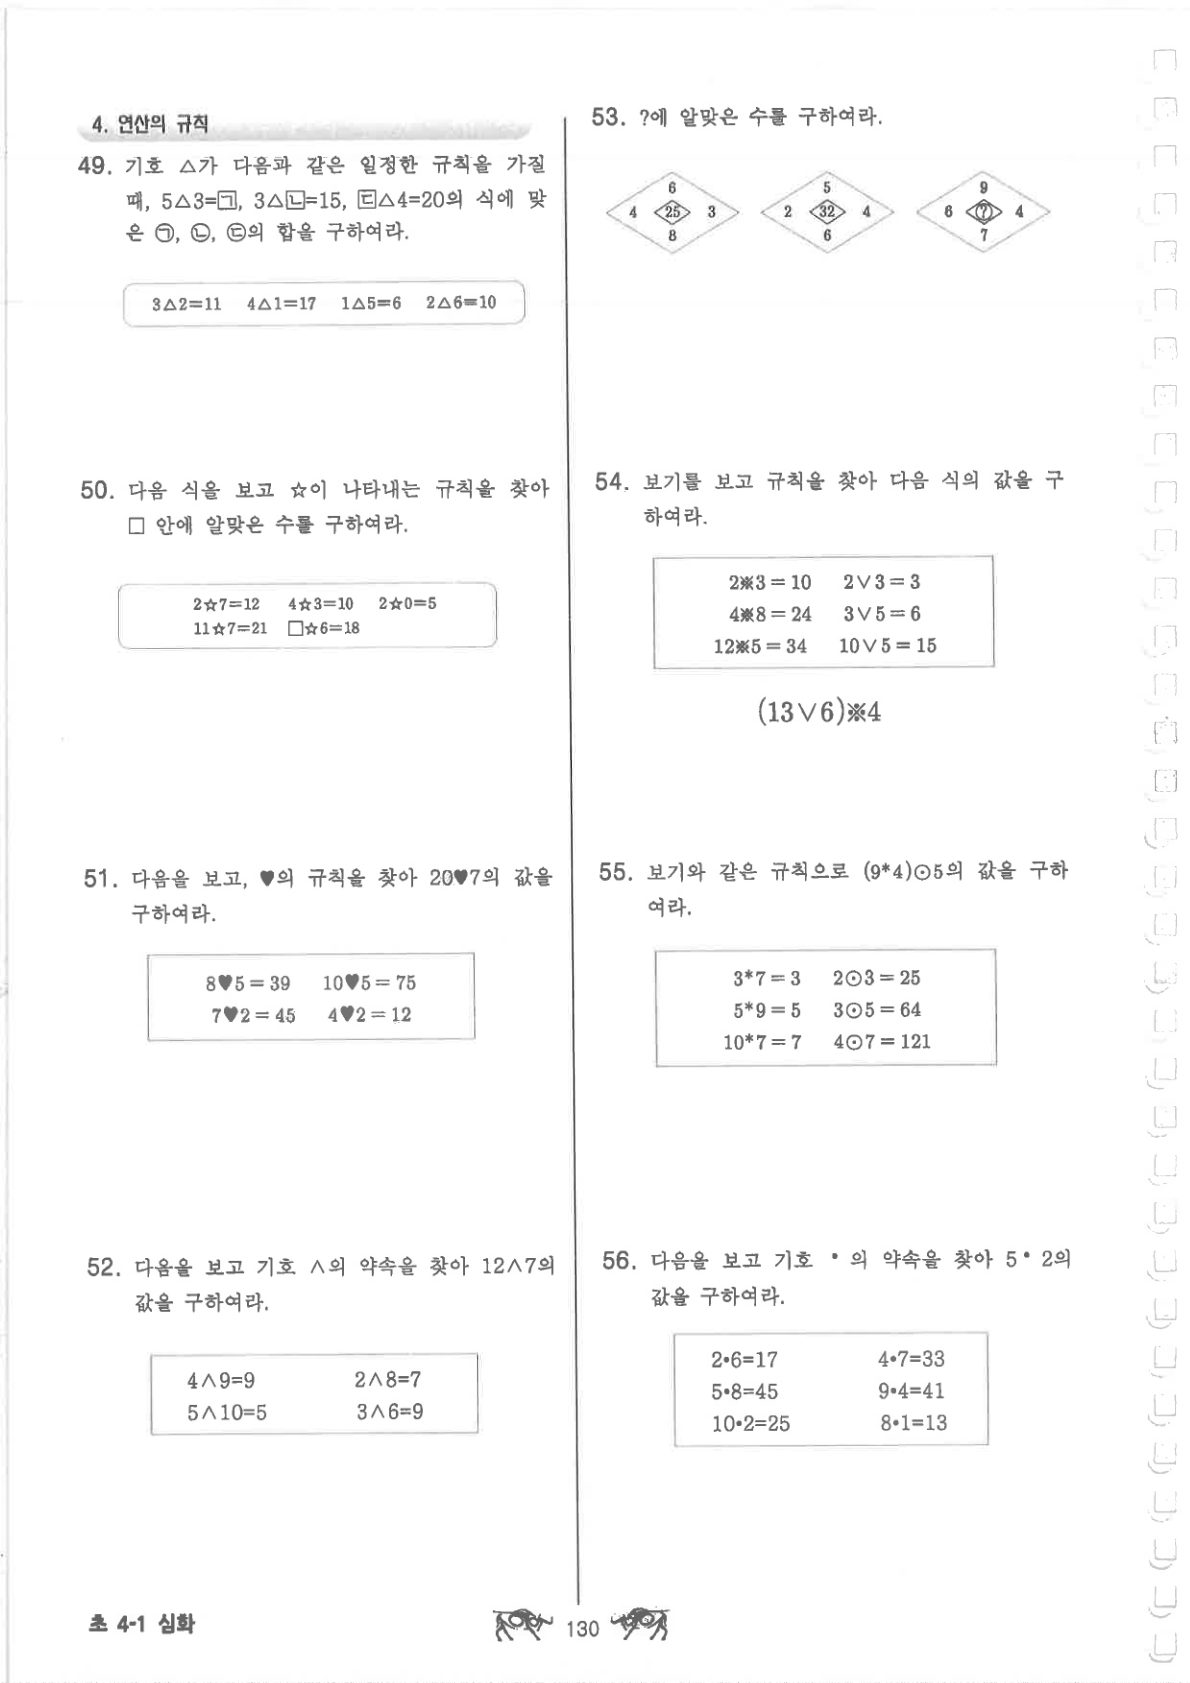 4. 연산의 규칙
49. 기호 △가 다음과 같은 일정한 규칙을 가질
때, 5△3=㉠, 3△㉡=15, ㉢△4=20의 식에 맞
은 ㉠, ㉡, ㉢의 합을 구하여라.
3△2=11 4△1=17 1△5=6 2△6=10
50. 다음 식을 보고 ☆이 나타내는 규칙을 찾아
□ 안에 알맞은 수를 구하여라.
2☆7=12 4☆3=10 2☆0=5
11☆7=21 □☆6=18
51. 다음을 보고, ♥의 규칙을 찾아 20♥7의 값을
구하여라.
8♥5=39 10♥5=75
7♥2=45 4♥2=12
52. 다음을 보고 기호 ∧의 약속을 찾아 12∧7의
값을 구하여라.
4∧9=9 2∧8=7
5∧10=5 3∧6=9
53. ?에 알맞은 수를 구하여라.
6 5 9
4 25 3 2 32 4 6 ? 4
8 6 7
54. 보기를 보고 규칙을 찾아 다음 식의 값을 구
하여라.
2※3=10 2∨3=3
4※8=24 3∨5=6
12※5=34 10∨5=15
(13∨6)※4
55. 보기와 같은 규칙으로 (9*4)⊙5의 값을 구하
여라.
3*7=3 2⊙3=25
5*9=5 3⊙5=64
10*7=7 4⊙7=121
56. 다음을 보고 기호 •의 약속을 찾아 5•2의
값을 구하여라.
2•6=17 4•7=33
5•8=45 9•4=41
10•2=25 8•1=13
초 4-1 심화
130